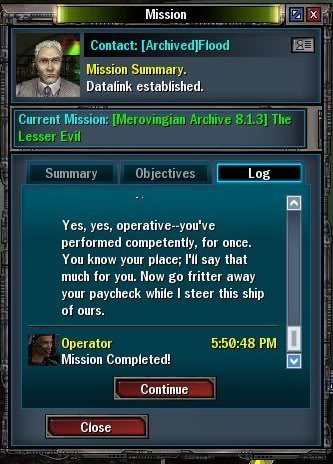 Mission
Contact: [Archived]Flood
Mission Summary.
Datalink established.
Current Mission: [Merovingian Archive 8.1.3] The
Lesser Evil
Summary
Objectives
Log
Yes, yes, operative--you've
performed competently, for once.
You know your place; I'll say that
much for you. Now go fritter away
your paycheck while I steer this ship
of ours.
Operator
5:50:48 PM
Mission Completed!
Continue
Close